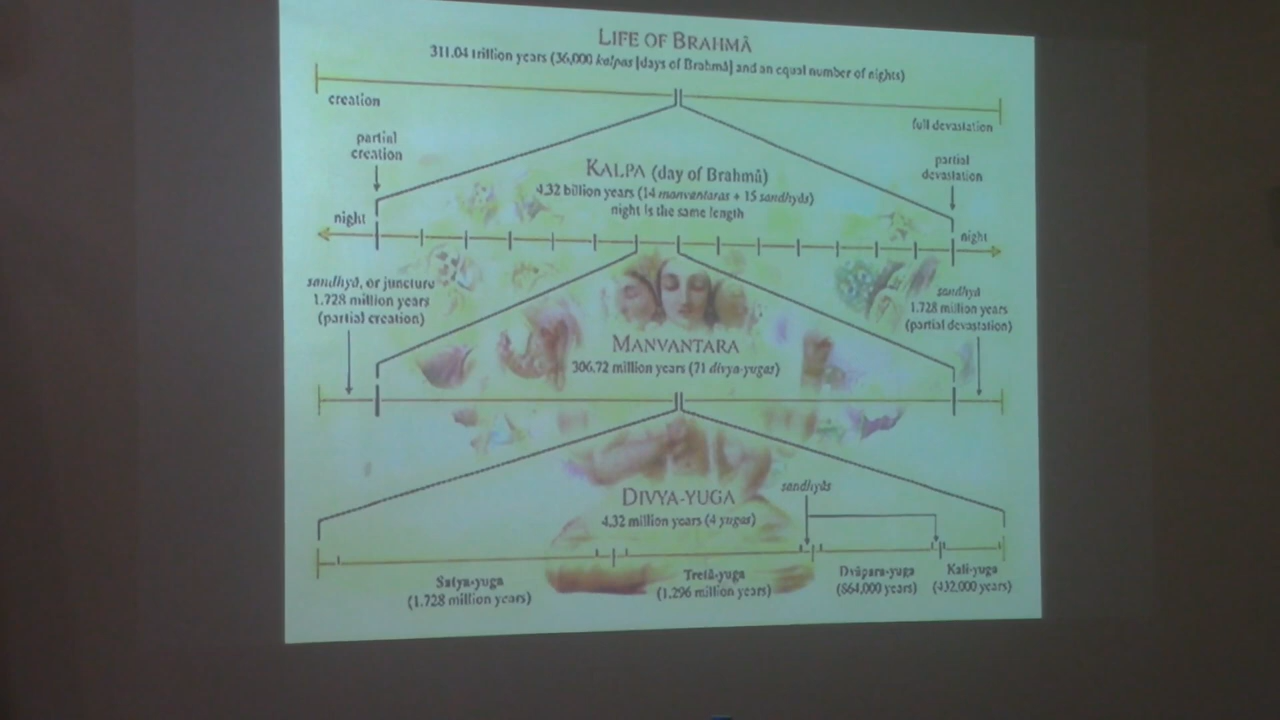 LIFE OF BRAHMĀ
311.04 trillion years (36,000 kalpas [days of Brahmā] and an equal number of nights)
creation
full devastation
partial
creation
partial
devastation
KALPA (day of Brahmā)
4.32 billion years (14 manvantaras + 15 sandhyās)
night is the same length
night
night
sandhyā, or juncture
1.728 million years
(partial creation)
sandhyā
1.728 million years
(partial devastation)
MANVANTARA
306.72 million years (71 divya-yugas)
DIVYA-YUGA
4.32 million years (4 yugas)
sandhyās
Satya-yuga
(1.728 million years)
Tretā-yuga
(1.296 million years)
Dvāpara-yuga
(864,000 years)
Kali-yuga
(432,000 years)